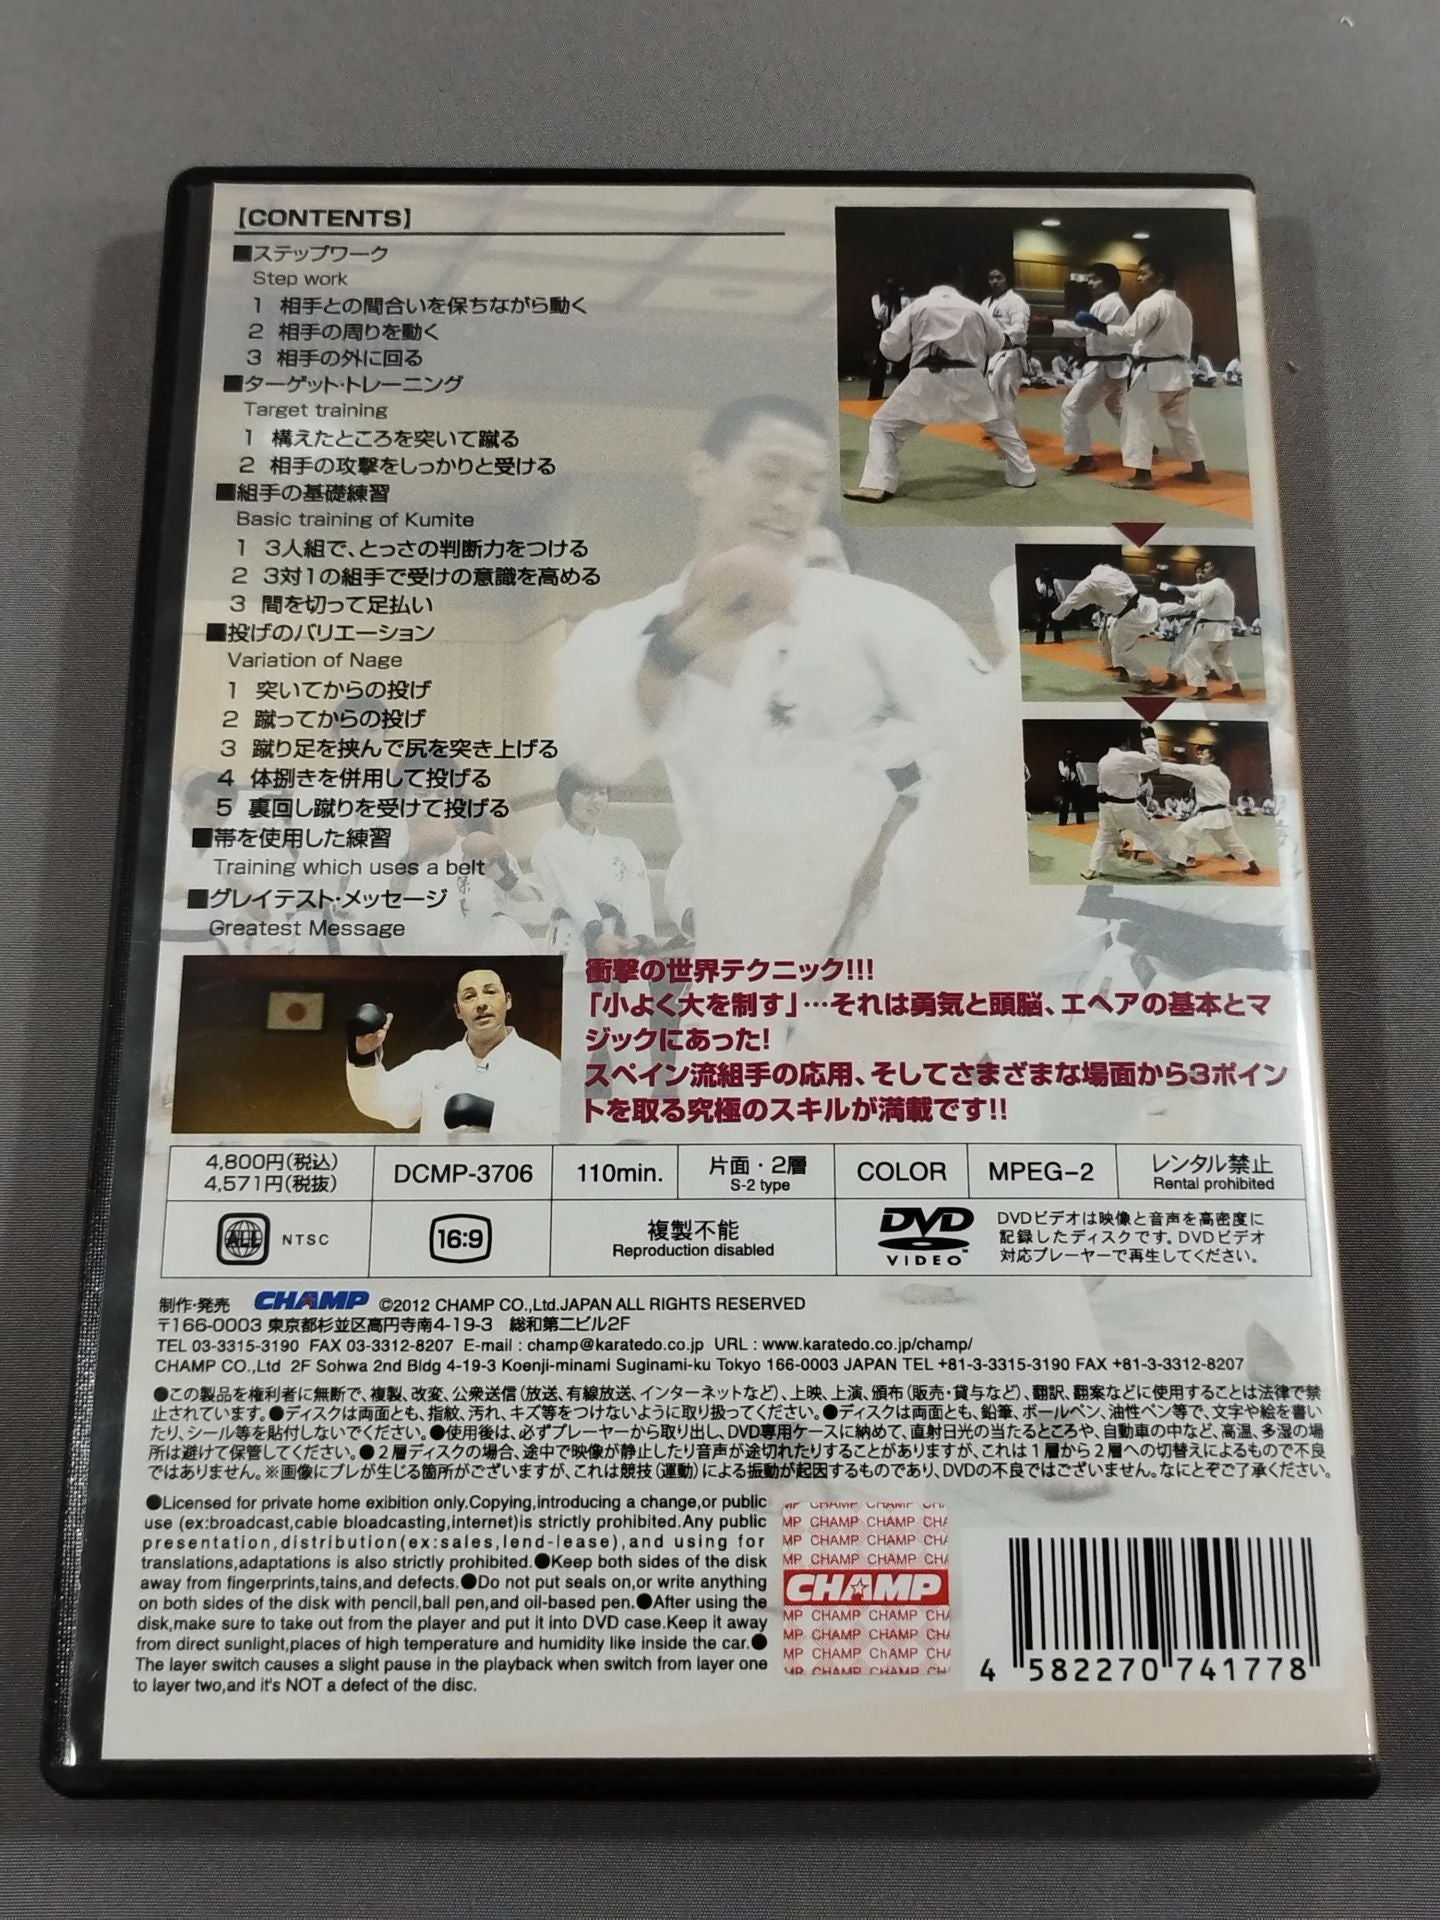 【CONTENTS】
■ステップワーク
Step work
1 相手との間合いを保ちながら動く
2 相手の周りを動く
3 相手の外に回る
■ターゲット・トレーニング
Target training
1 構えたところを突いて蹴る
2 相手の攻撃をしっかりと受ける
■組手の基礎練習
Basic training of Kumite
1 3人組で、とっさの判断力をつける
2 3対1の組手で受けの意識を高める
3 間を切って足払い
■投げのバリエーション
Variation of Nage
1 突いてからの投げ
2 蹴ってからの投げ
3 蹴り足を挟んで尻を突き上げる
4 体捌きを併用して投げる
5 裏回し蹴りを受けて投げる
■帯を使用した練習
Training which uses a belt
■グレイテスト・メッセージ
Greatest Message
衝撃の世界テクニック!!!
「小よく大を制す」…それは勇気と頭脳、エヘアの基本とマ
ジックにあった!
スペイン流組手の応用、そしてさまざまな場面から3ポイン
トを取る究極のスキルが満載です!!
4,800円(税込)
4,571円(税抜)
DCMP-3706
110min.
片面・2層
S-2 type
COLOR
MPEG-2
レンタル禁止
Rental prohibited
ALL
NTSC
16:9
複製不能
Reproduction disabled
DVD
VIDEO
DVDビデオは映像と音声を高密度に
記録したディスクです。DVDビデオ
対応プレーヤーで再生してください。
制作・発売 CHAMP ©2012 CHAMP CO.,Ltd.JAPAN ALL RIGHTS RESERVED
〒166-0003 東京都杉並区高円寺南4-19-3 総和第二ビル2F
TEL 03-3315-3190 FAX 03-3312-8207 E-mail : champ@karatedo.co.jp URL : www.karatedo.co.jp/champ/
CHAMP CO.,Ltd 2F Sohwa 2nd Bldg 4-19-3 Koenji-minami Suginami-ku Tokyo 166-0003 JAPAN TEL +81-3-3315-3190 FAX +81-3-3312-8207
●この製品を権利者に無断で、複製、改変、公衆送信(放送、有線放送、インターネットなど)、上映、上演、頒布(販売・貸与など)、翻訳、翻案などに使用することは法律で禁
止されています。●ディスクは両面とも、指紋、汚れ、キズ等をつけないように取り扱ってください。●ディスクは両面とも、鉛筆、ボールペン、油性ペン等で、文字や絵を書い
たり、シール等を貼付しないでください。●使用後は、必ずプレーヤーから取り出し、DVD専用ケースに納めて、直射日光の当たるところや、自動車の中など、高温、多湿の場
所は避けて保管してください。●2層ディスクの場合、途中で映像が静止したり音声が途切れたりすることがありますが、これは1層から2層への切替えによるもので不良
ではありません。※画像にブレが生じる箇所がございますが、これは競技(運動)による振動が起因するものであり、DVDの不良ではございません。なにとぞご了承ください。
●Licensed for private home exibition only.Copying,introducing a change,or public
use (ex:broadcast,cable bloadcasting,internet)is strictly prohibited.Any public
presentation,distribution(ex:sales,lend-lease),and using for
translations,adaptations is also strictly prohibited.●Keep both sides of the disk
away from fingerprints,tains,and defects.●Do not put seals on,or write anything
on both sides of the disk with pencil,ball pen,and oil-based pen.●After using the
disk,make sure to take out from the player and put it into DVD case.Keep it away
from direct sunlight,places of high temperature and humidity like inside the car.●
The layer switch causes a slight pause in the playback when switch from layer one
to layer two,and it's NOT a defect of the disc.
MP CHAMP CHAMP CHA
MP CHAMP CHAMP CHA
MP CHAMP CHAMP CHA
MP CHAMP CHAMP CHA
CHAMP
MP CHAMP CHAMP CHA
MP CHAMP CHAMP CHA
MP CHAMP ChAMP CHA
MP CHAMP CHAMP CHA
4 582270 741778